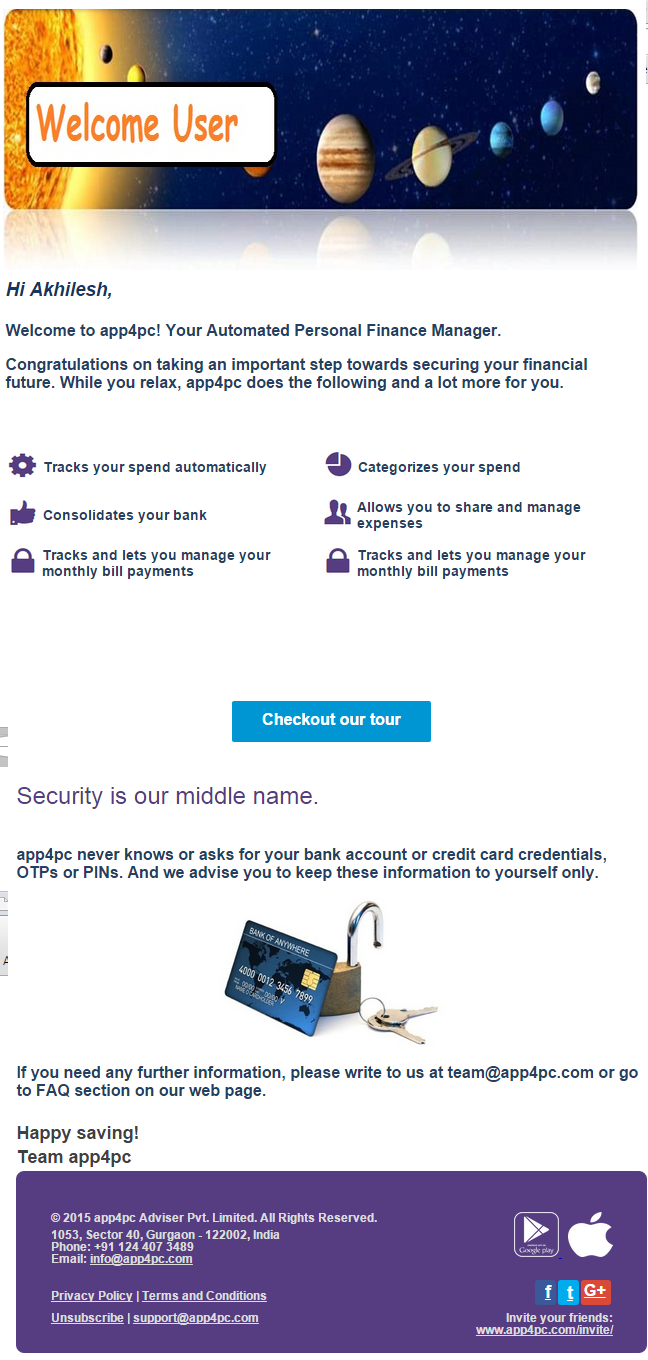 Welcome User
Hi Akhilesh,
Welcome to app4pc! Your Automated Personal Finance Manager.
Congratulations on taking an important step towards securing your financial
future. While you relax, app4pc does the following and a lot more for you.
Tracks your spend automatically
Categorizes your spend
Consolidates your bank
Allows you to share and manage
expenses
Tracks and lets you manage your
monthly bill payments
Tracks and lets you manage your
monthly bill payments
Checkout our tour
Security is our middle name.
app4pc never knows or asks for your bank account or credit card credentials,
OTPs or PINs. And we advise you to keep these information to yourself only.
BANK OF ANYWHERE
4000 0012 3456 7899
If you need any further information, please write to us at team@app4pc.com or go
to FAQ section on our web page.
Happy saving!
Team app4pc
© 2015 app4pc Adviser Pvt. Limited. All Rights Reserved.
1053, Sector 40, Gurgaon - 122002, India
Phone: +91 124 407 3489
Email: info@app4pc.com
Google play
Privacy Policy | Terms and Conditions
Unsubscribe | support@app4pc.com
f t G+
Invite your friends:
www.app4pc.com/invite/